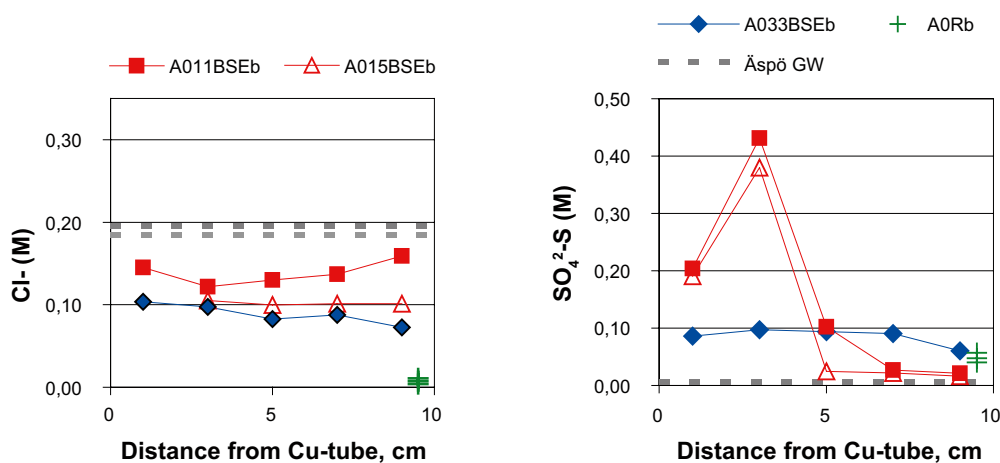 A033BSEb A0Rb
A011BSEb A015BSEb Äspö GW
0,30
0,20
0,10
0,00
Cl- (M)
0 5 10
Distance from Cu-tube, cm
0,50
0,40
0,30
0,20
0,10
0,00
SO₄²-S (M)
0 5 10
Distance from Cu-tube, cm